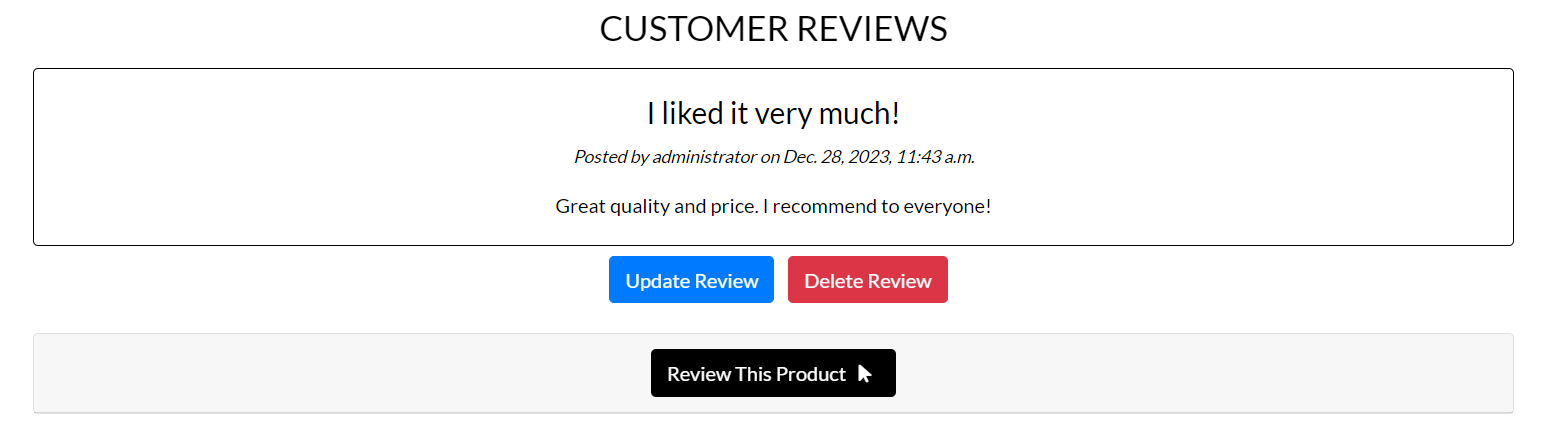 CUSTOMER REVIEWS
I liked it very much!
Posted by administrator on Dec. 28, 2023, 11:43 a.m.
Great quality and price. I recommend to everyone!
Update Review Delete Review
Review This Product